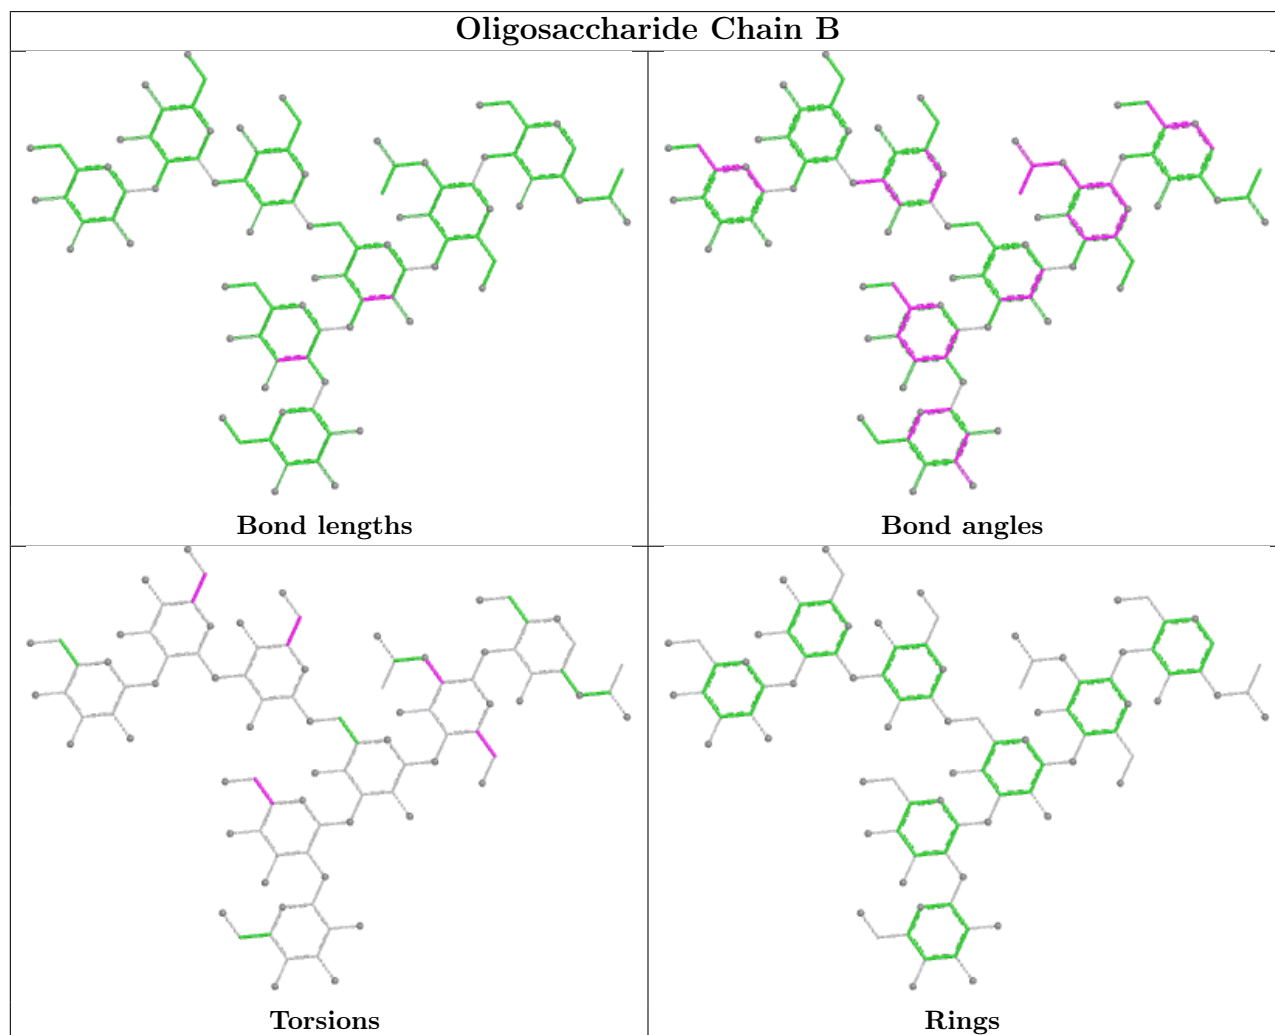 Oligosaccharide Chain B
Bond lengths
Bond angles
Torsions
Rings